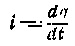 i = dq/dt